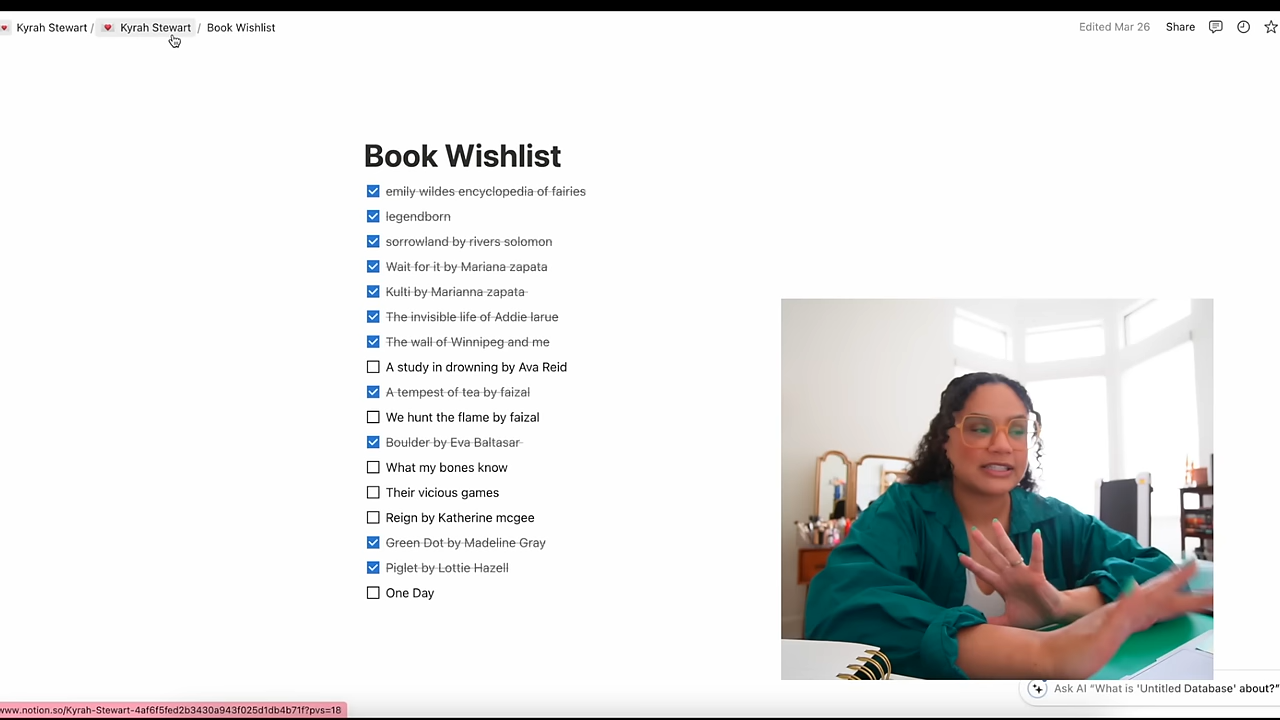 Kyrah Stewart / Kyrah Stewart / Book Wishlist
Edited Mar 26 Share
Book Wishlist
emily wildes encyclopedia of fairies
legendborn
sorrowland by rivers solomon
Wait for it by Mariana zapata
Kulti by Marianna zapata
The invisible life of Addie larue
The wall of Winnipeg and me
A study in drowning by Ava Reid
A tempest of tea by faizal
We hunt the flame by faizal
Boulder by Eva Baltasar
What my bones know
Their vicious games
Reign by Katherine mcgee
Green Dot by Madeline Gray
Piglet by Lottie Hazell
One Day
Ask AI “What is 'Untitled Database' about?”
www.notion.so/Kyrah-Stewart-4af6f5fed2b3430a943f025d1db4b71f?pvs=18